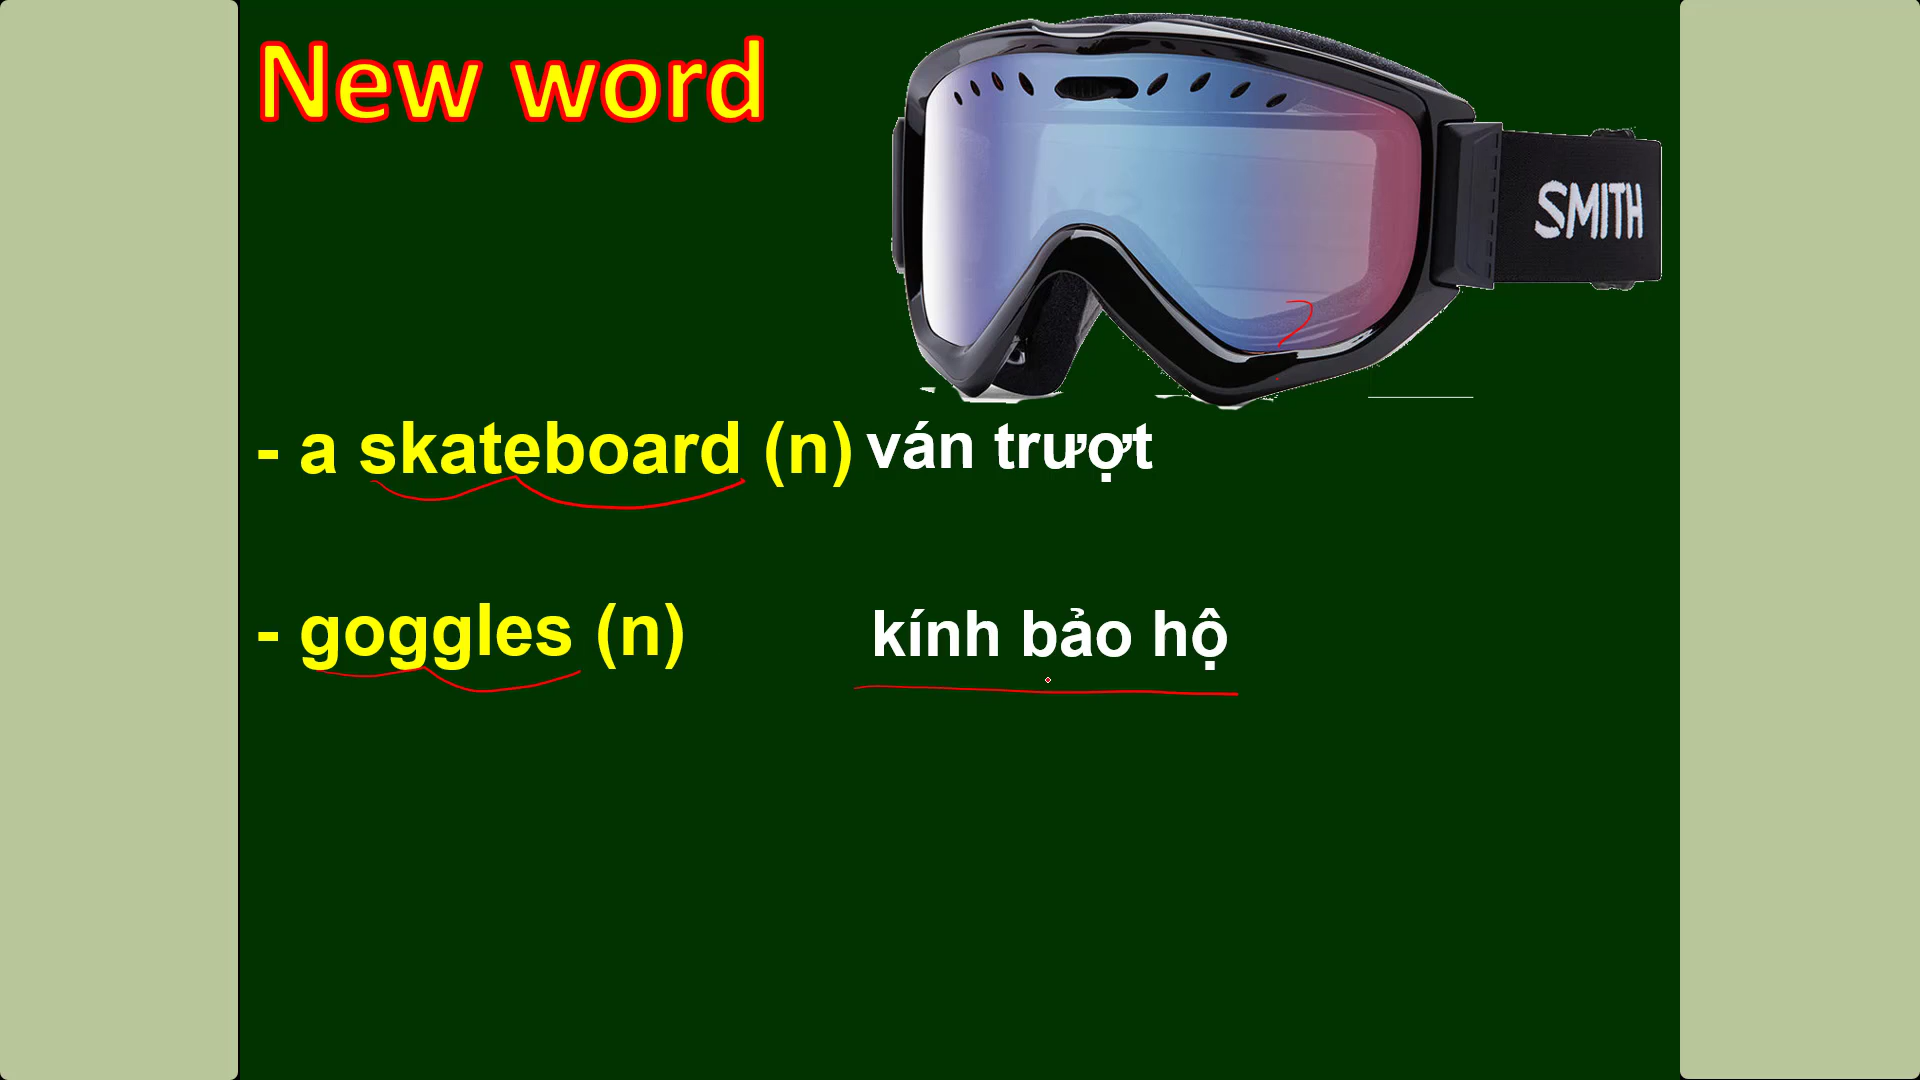 New word
SMITH
- a skateboard (n) ván trượt
- goggles (n) kính bảo hộ